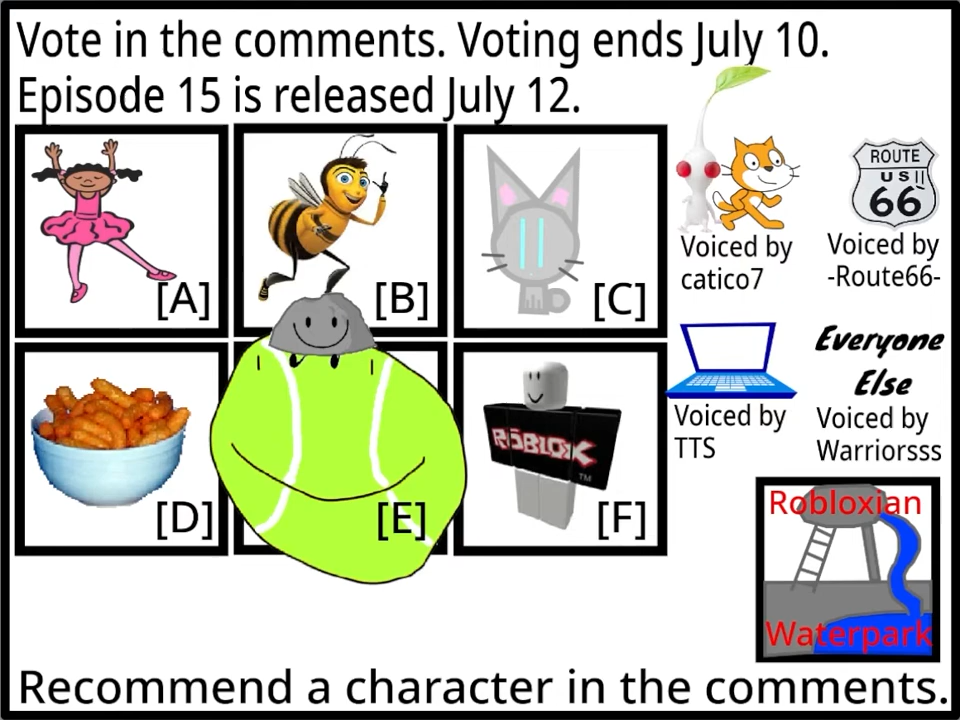 Vote in the comments. Voting ends July 10.
Episode 15 is released July 12.
[A]
[B]
[C]
ROUTE
US
66
Voiced by
catico7
Voiced by
-Route66-
[D]
[E]
ROBLOX
TM
[F]
Voiced by
TTS
Everyone
Else
Voiced by
Warriorsss
Robloxian
Waterpark
Recommend a character in the comments.